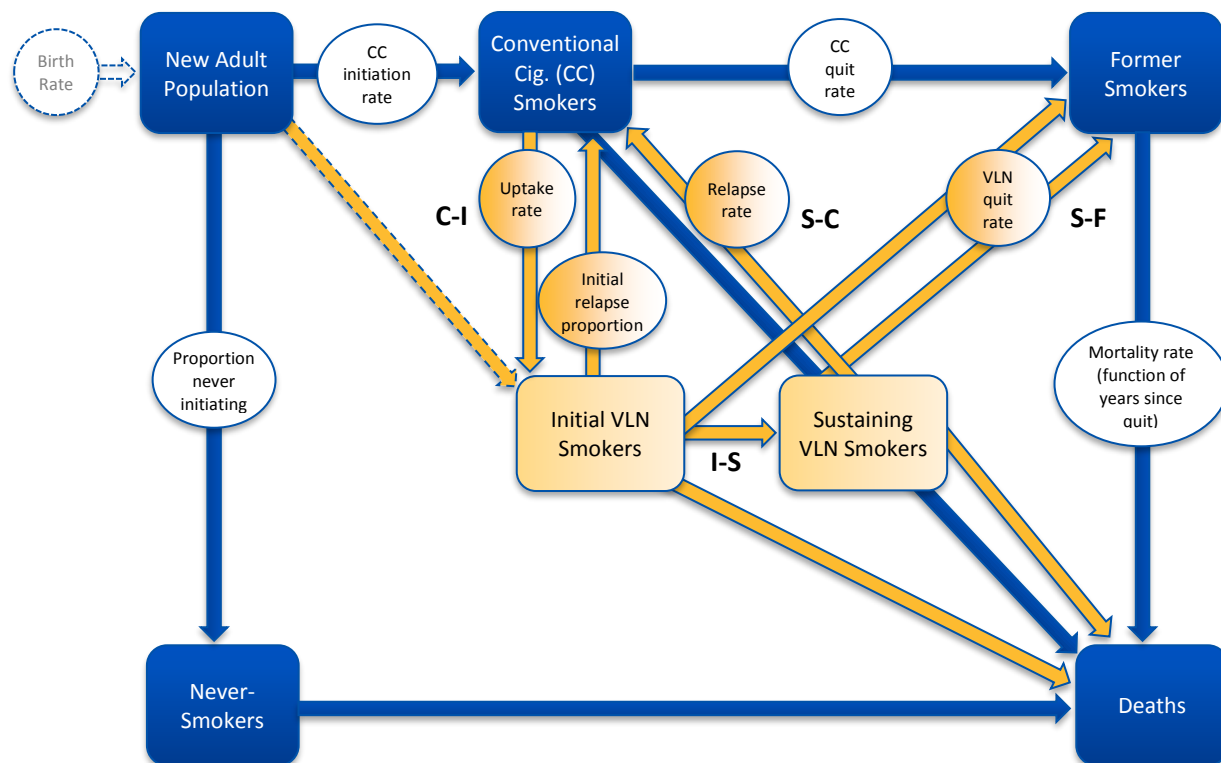 Birth
Rate
New Adult
Population
CC
initiation
rate
Conventional
Cig. (CC)
Smokers
CC
quit
rate
Former
Smokers
C-I
Uptake
rate
Relapse
rate
S-C
VLN
quit
rate
S-F
Initial
relapse
proportion
Proportion
never
initiating
Mortality rate
(function of
years since
quit)
Initial VLN
Smokers
I-S
Sustaining
VLN Smokers
Never-
Smokers
Deaths